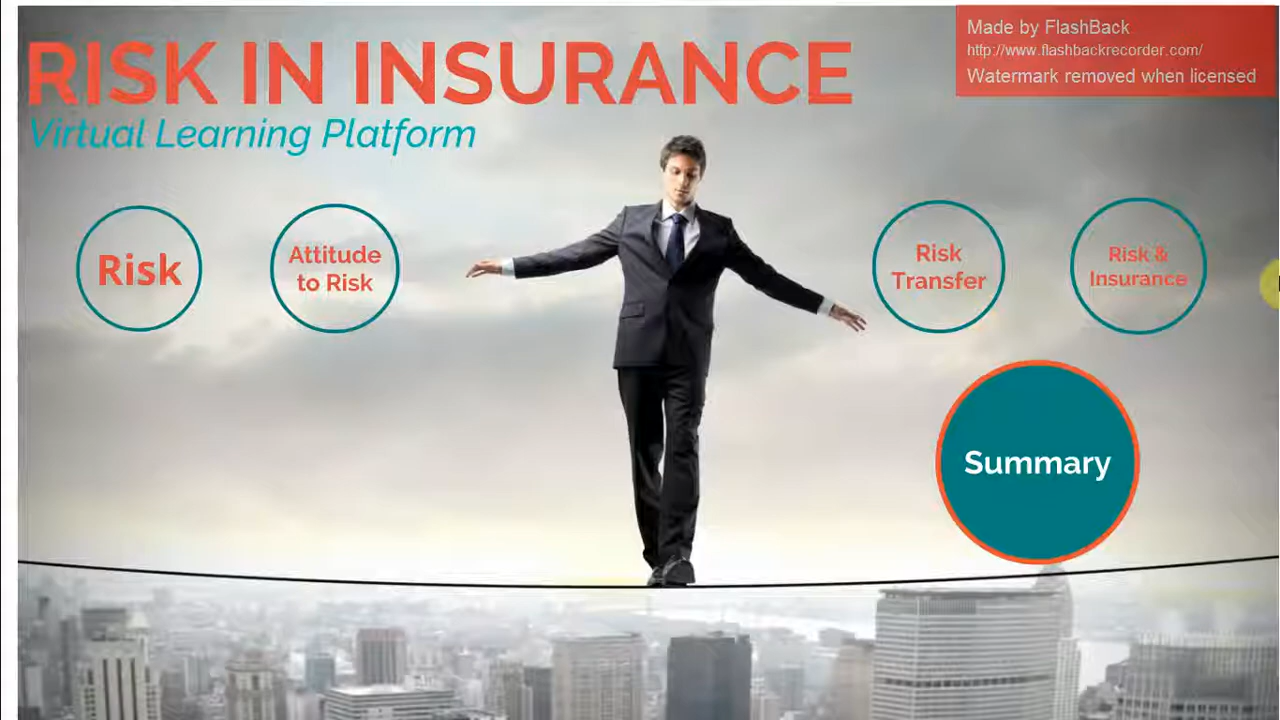 RISK IN INSURANCE
Virtual Learning Platform
Made by FlashBack
http://www.flashbackrecorder.com/
Watermark removed when licensed
Risk
Attitude
to Risk
Risk
Transfer
Risk &
Insurance
Summary